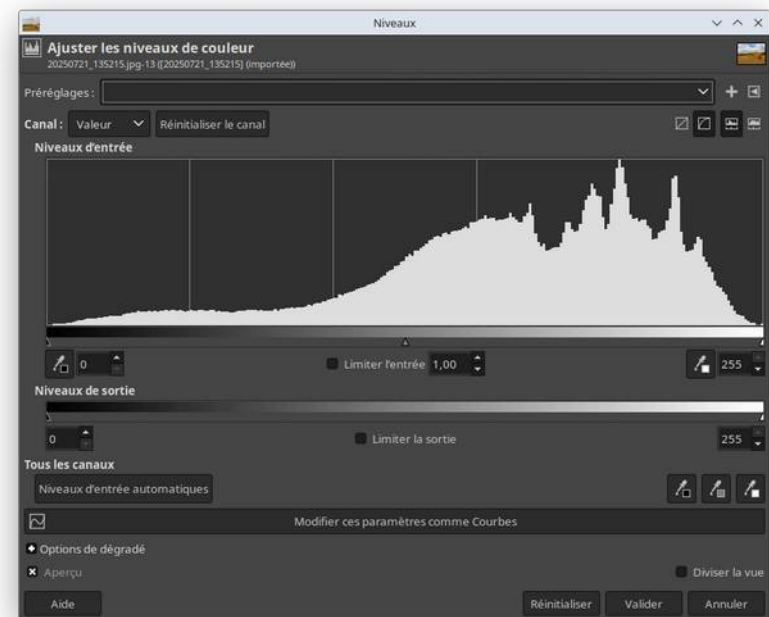 Niveaux
Ajuster les niveaux de couleur
20250721_135215.jpg-13 ([20250721_135215] (importée))
Préréglages :
Canal : Valeur Réinitialiser le canal
Niveaux d'entrée
0 Limiter l'entrée 1,00 255
Niveaux de sortie
0 Limiter la sortie 255
Tous les canaux
Niveaux d'entrée automatiques
Modifier ces paramètres comme Courbes
Options de dégradé
Aperçu Diviser la vue
Aide Réinitialiser Valider Annuler